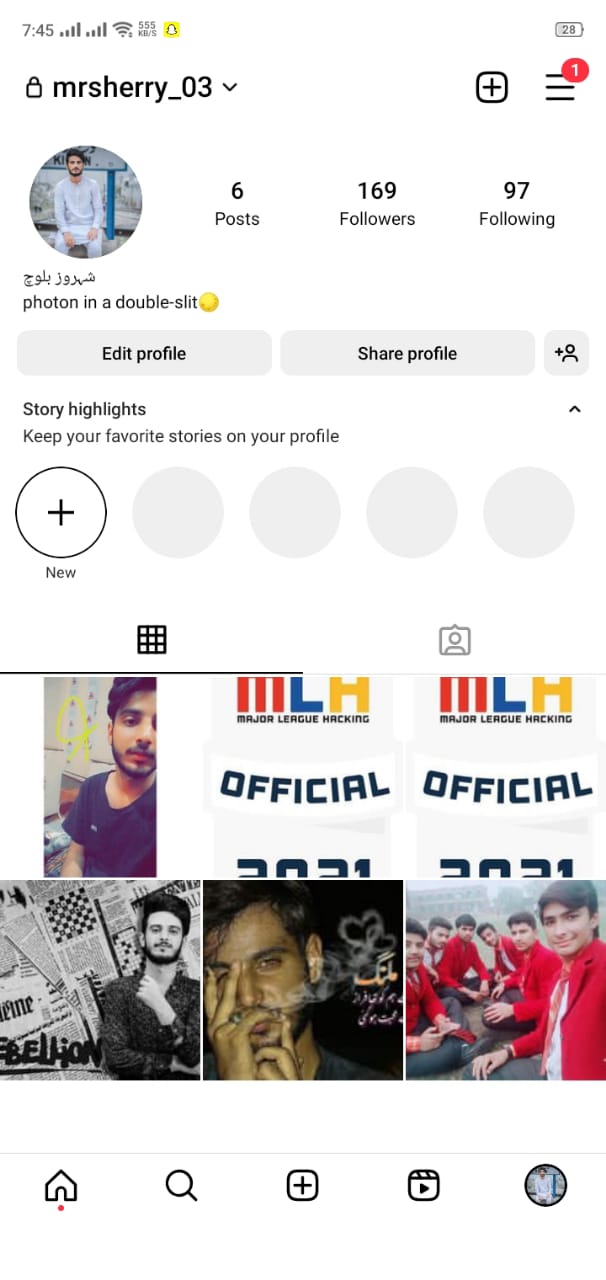 7:45
555
KB/S
28
mrsherry_03
1
6
Posts
169
Followers
97
Following
شہروز بلوچ
photon in a double-slit
Edit profile
Share profile
Story highlights
Keep your favorite stories on your profile
New
MLH
MAJOR LEAGUE HACKING
OFFICIAL
2021
MLH
MAJOR LEAGUE HACKING
OFFICIAL
2021
EBELLION
مانگ